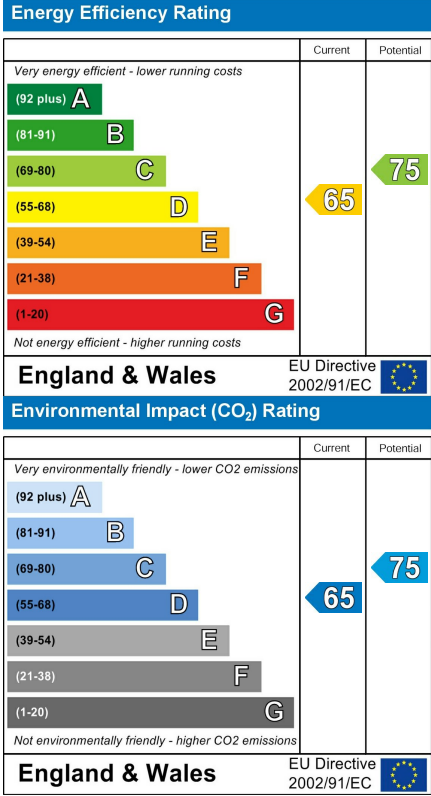 Energy Efficiency Rating
Current Potential
Very energy efficient - lower running costs
(92 plus) A
(81-91) B
(69-80) C
75
(55-68) D
65
(39-54) E
(21-38) F
(1-20) G
Not energy efficient - higher running costs
England & Wales
EU Directive
2002/91/EC
Environmental Impact (CO₂) Rating
Current Potential
Very environmentally friendly - lower CO2 emissions
(92 plus) A
(81-91) B
(69-80) C
75
(55-68) D
65
(39-54) E
(21-38) F
(1-20) G
Not environmentally friendly - higher CO2 emissions
England & Wales
EU Directive
2002/91/EC